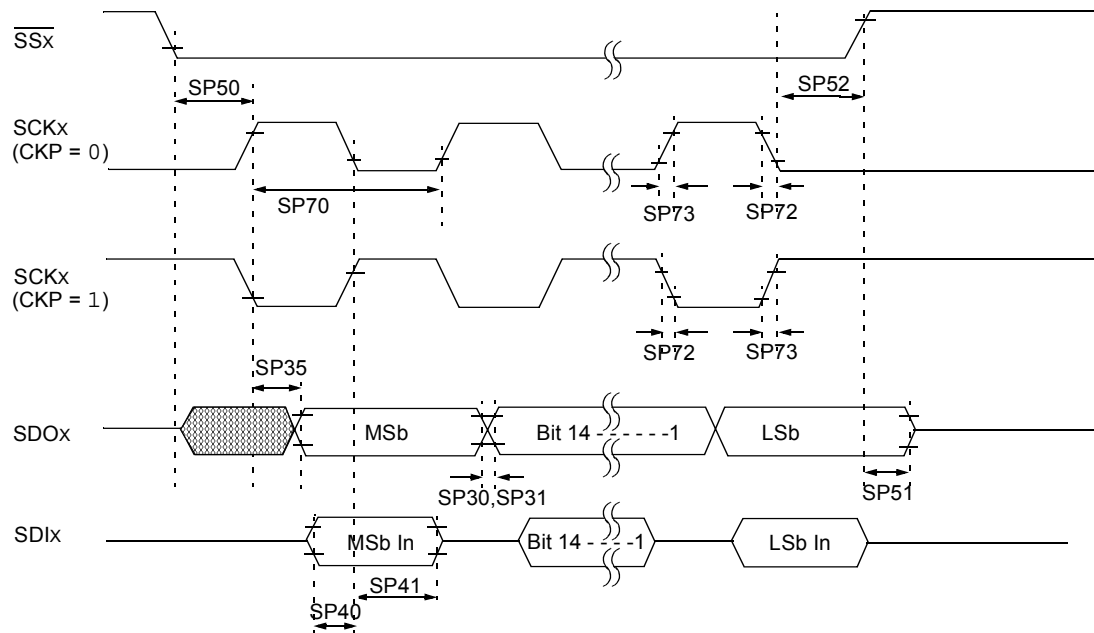 SSx
SP50
SP52
SCKx
(CKP = 0)
SP70
SP73
SP72
SCKx
(CKP = 1)
SP72
SP73
SP35
SDOx
MSb
Bit 14 - - - - - -1
LSb
SP30,SP31
SP51
SDIx
MSb In
Bit 14 - - - -1
LSb In
SP41
SP40